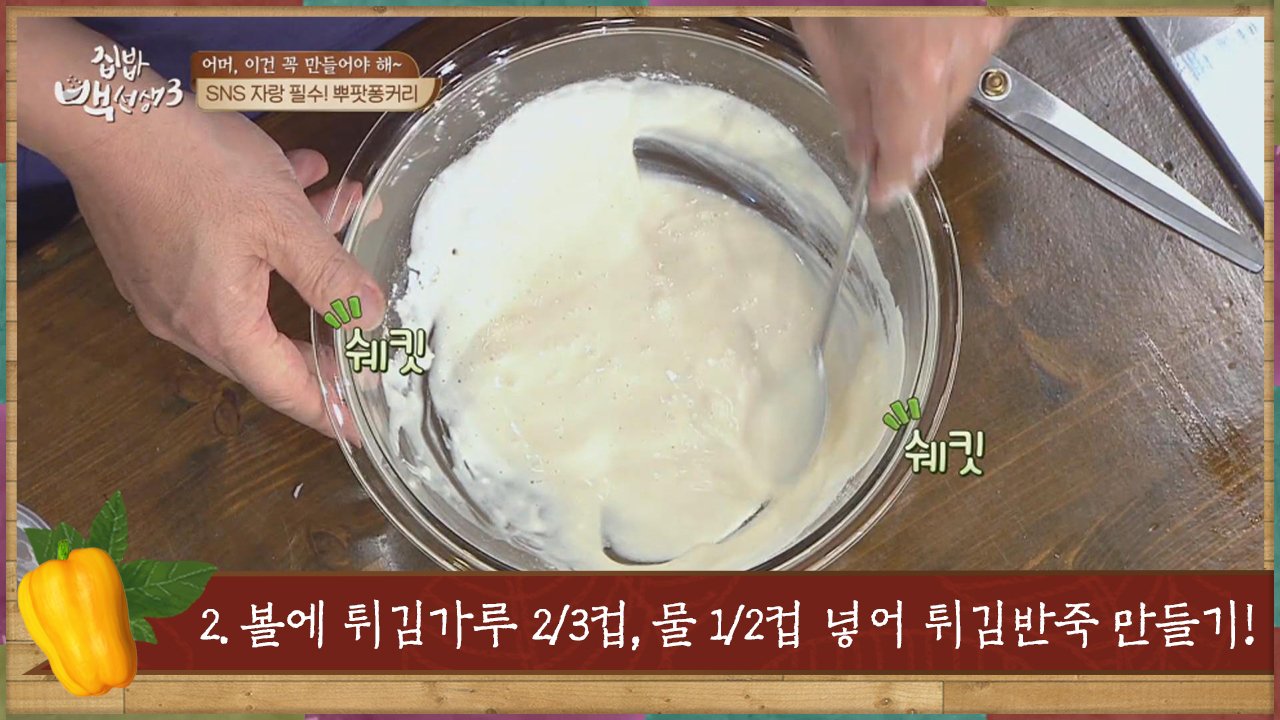 집밥
백선생3
어머, 이건 꼭 만들어야 해~
SNS 자랑 필수! 뿌팟퐁커리
쉐킷
쉐킷
2. 볼에 튀김가루 2/3컵, 물 1/2컵 넣어 튀김반죽 만들기!